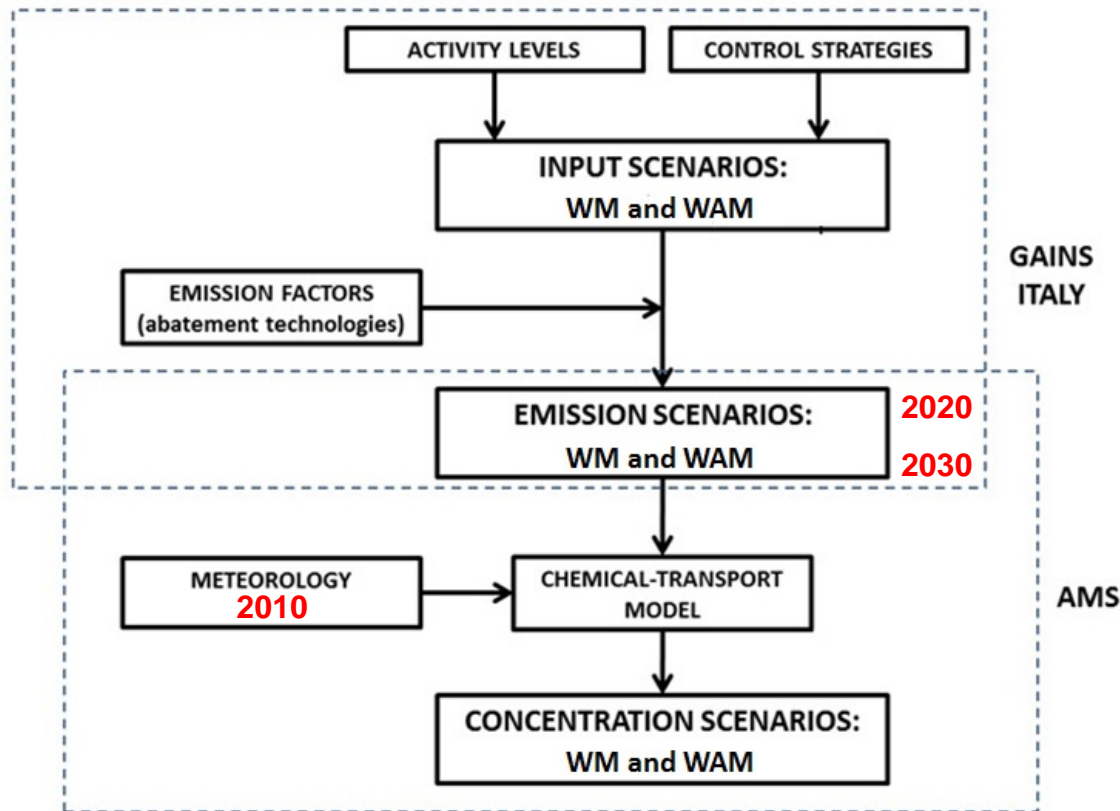 ACTIVITY LEVELS
CONTROL STRATEGIES
INPUT SCENARIOS:
WM and WAM
GAINS
ITALY
EMISSION FACTORS
(abatement technologies)
EMISSION SCENARIOS:
WM and WAM
2020
2030
METEOROLOGY
2010
CHEMICAL-TRANSPORT
MODEL
AMS
CONCENTRATION SCENARIOS:
WM and WAM